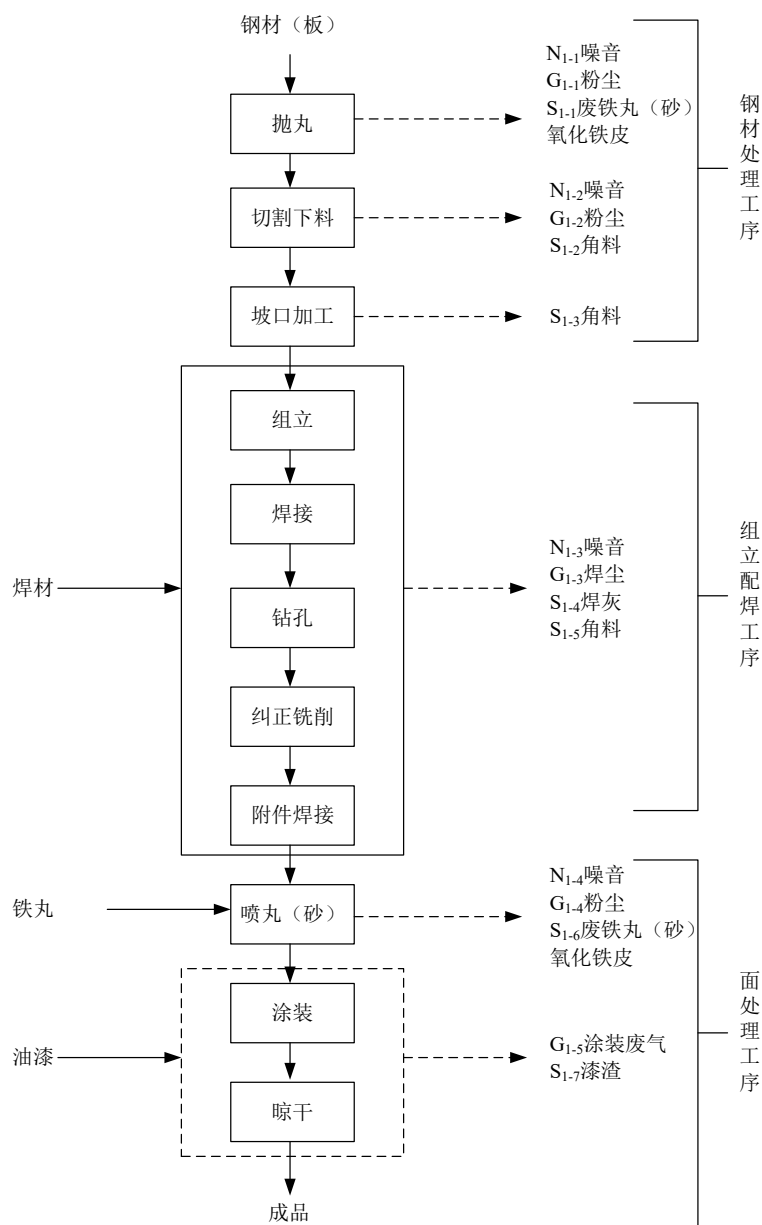 钢材（板）
N1-1噪音
G1-1粉尘
S1-1废铁丸（砂）
氧化铁皮
抛丸
钢材处理工序
N1-2噪音
G1-2粉尘
S1-2角料
切割下料
坡口加工
S1-3角料
组立
焊接
焊材
N1-3噪音
G1-3焊尘
S1-4焊灰
S1-5角料
组立配焊工序
钻孔
纠正铣削
附件焊接
N1-4噪音
G1-4粉尘
S1-6废铁丸（砂）
氧化铁皮
铁丸
喷丸（砂）
面处理工序
涂装
油漆
G1-5涂装废气
S1-7漆渣
晾干
成品